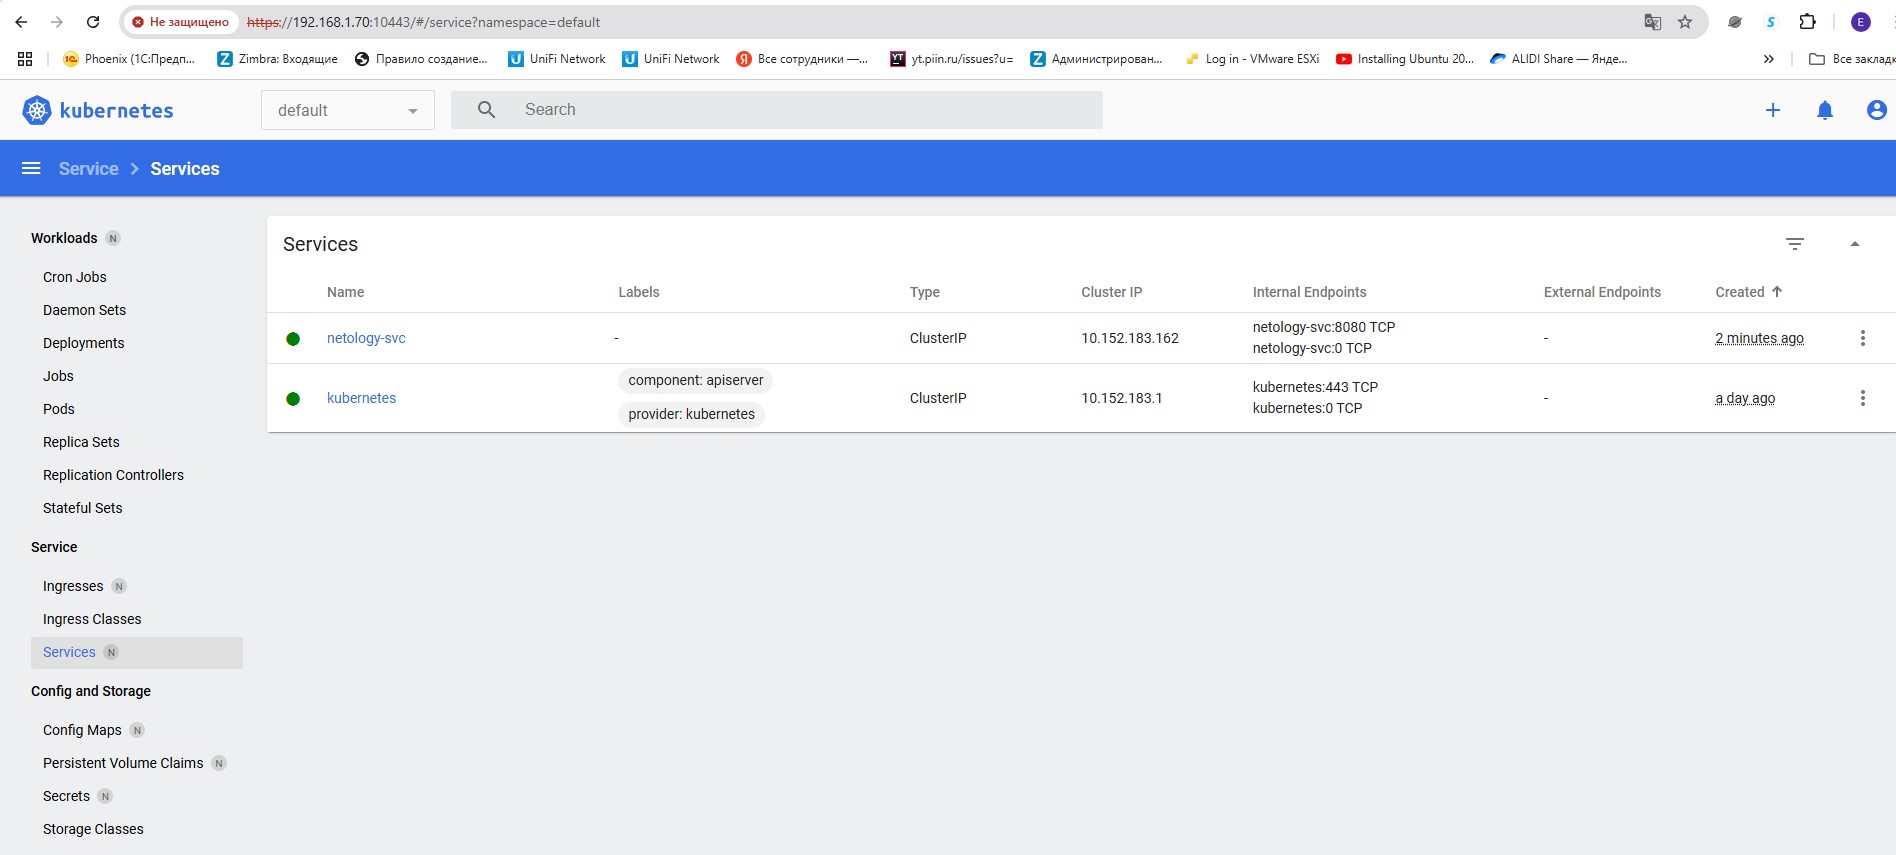 Не защищено https://192.168.1.70:10443/#/service?namespace=default E
Phoenix (1С:Предп... Zimbra: Входящие Правило создание... UniFi Network UniFi Network Все сотрудники —... yt.piin.ru/issues?u= Администрирован... Log in - VMware ESXi Installing Ubuntu 20... ALIDI Share — Янде... » Все заклад
kubernetes default Search
Service > Services
Workloads N
Cron Jobs
Daemon Sets
Deployments
Jobs
Pods
Replica Sets
Replication Controllers
Stateful Sets
Service
Ingresses N
Ingress Classes
Services N
Config and Storage
Config Maps N
Persistent Volume Claims N
Secrets N
Storage Classes
Services
Name Labels Type Cluster IP Internal Endpoints External Endpoints Created
netology-svc - ClusterIP 10.152.183.162 netology-svc:8080 TCP - 2 minutes ago
netology-svc:0 TCP
kubernetes component: apiserver ClusterIP 10.152.183.1 kubernetes:443 TCP - a day ago
provider: kubernetes kubernetes:0 TCP